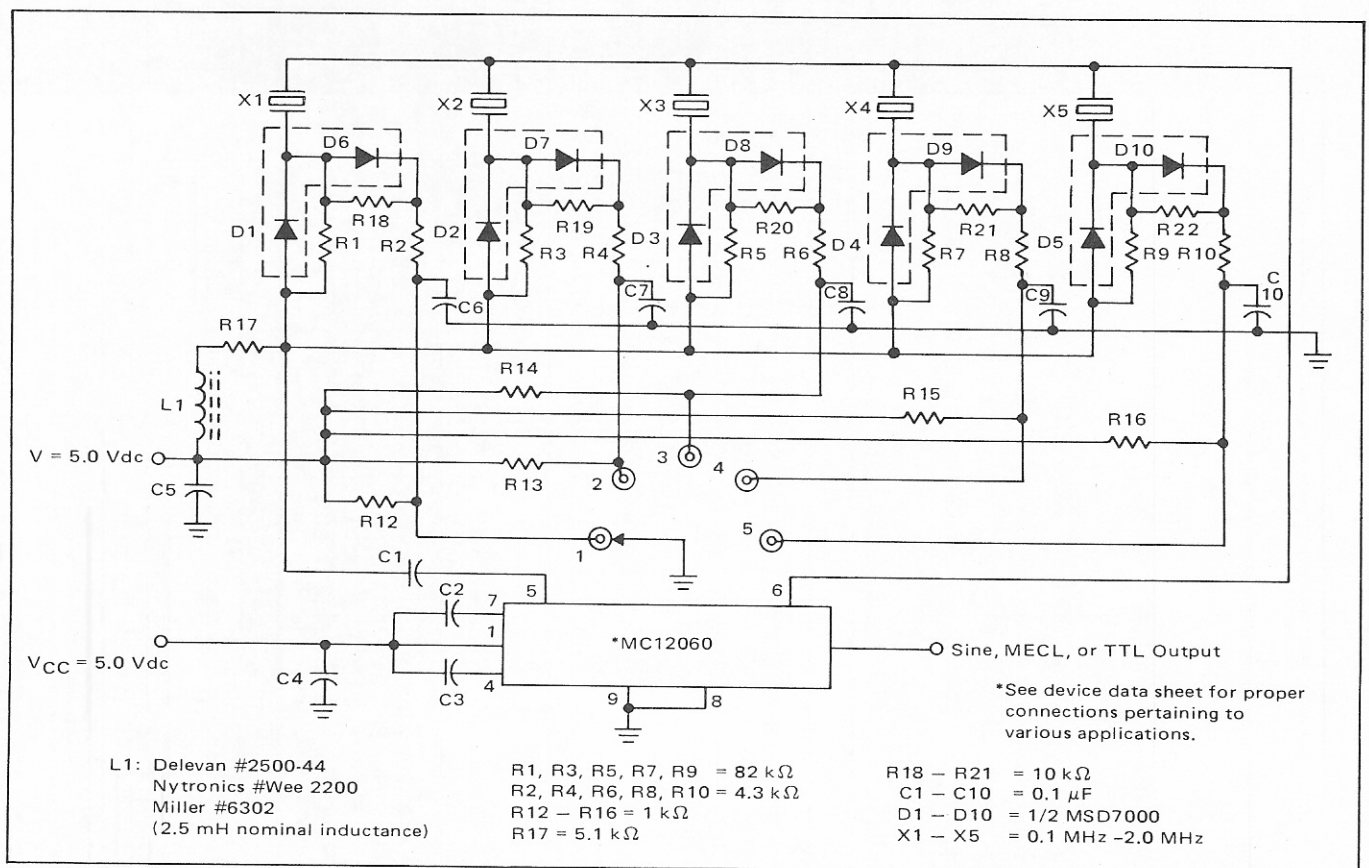 X1
X2
X3
X4
X5
D6
D7
D8
D9
D10
R18
R19
R20
R21
R22
D1
R1
R2
D2
R3
R4
D3
R5
R6
D4
R7
R8
D5
R9
R10
C6
C7
C8
C9
C
10
R17
R14
L1
R15
R16
V = 5.0 Vdc
3
4
C5
R13
2
R12
5
1
C1
5
6
C2
7
1
*MC12060
Sine, MECL, or TTL Output
VCC = 5.0 Vdc
C4
C3
4
9
8
*See device data sheet for proper
connections pertaining to
various applications.
L1: Delevan #2500-44
Nytronics #Wee 2200
Miller #6302
(2.5 mH nominal inductance)
R1, R3, R5, R7, R9 = 82 kΩ
R2, R4, R6, R8, R10 = 4.3 kΩ
R12 – R16 = 1 kΩ
R17 = 5.1 kΩ
R18 – R21 = 10 kΩ
C1 – C10 = 0.1 μF
D1 – D10 = 1/2 MSD7000
X1 – X5 = 0.1 MHz –2.0 MHz